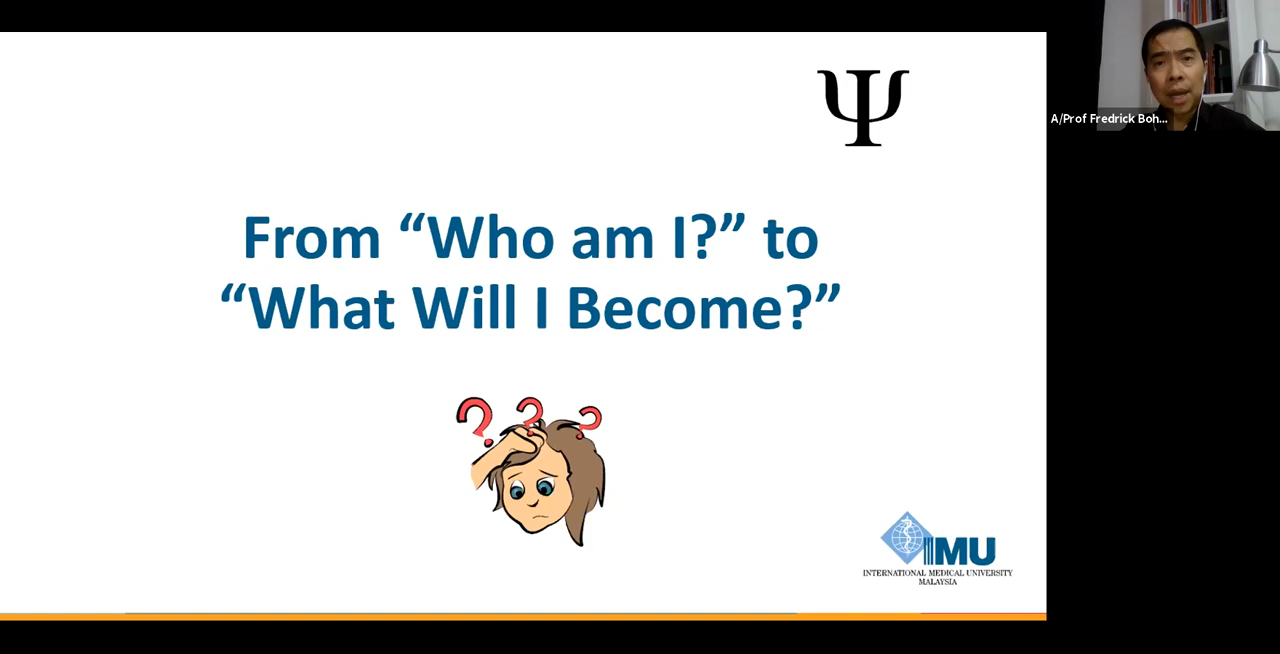 Ψ
From “Who am I?” to
“What Will I Become?”
? ? ?
IMU
INTERNATIONAL MEDICAL UNIVERSITY
MALAYSIA
A/Prof Fredrick Boh...